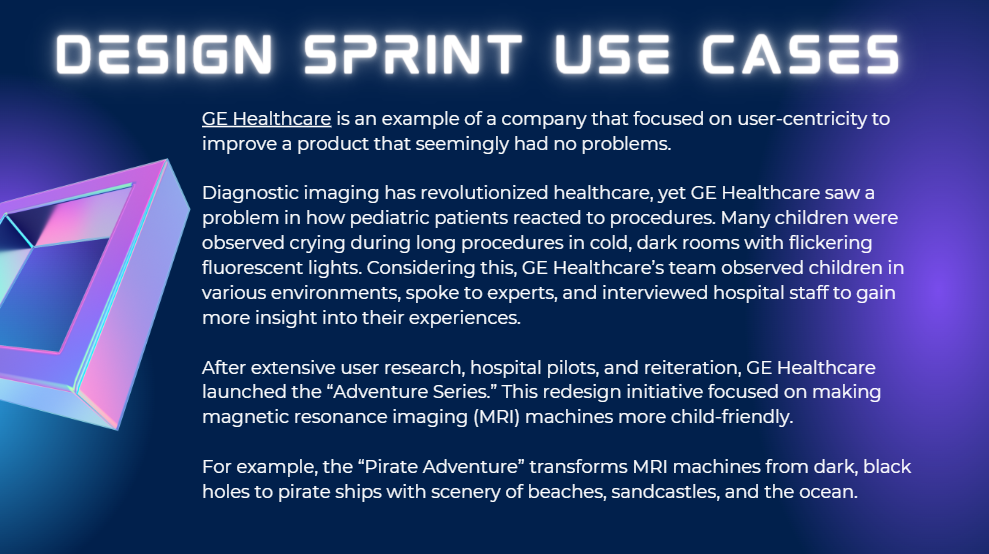 DESIGN SPRINT USE CASES
GE Healthcare is an example of a company that focused on user-centricity to
improve a product that seemingly had no problems.
Diagnostic imaging has revolutionized healthcare, yet GE Healthcare saw a
problem in how pediatric patients reacted to procedures. Many children were
observed crying during long procedures in cold, dark rooms with flickering
fluorescent lights. Considering this, GE Healthcare’s team observed children in
various environments, spoke to experts, and interviewed hospital staff to gain
more insight into their experiences.
After extensive user research, hospital pilots, and reiteration, GE Healthcare
launched the “Adventure Series.” This redesign initiative focused on making
magnetic resonance imaging (MRI) machines more child-friendly.
For example, the “Pirate Adventure” transforms MRI machines from dark, black
holes to pirate ships with scenery of beaches, sandcastles, and the ocean.